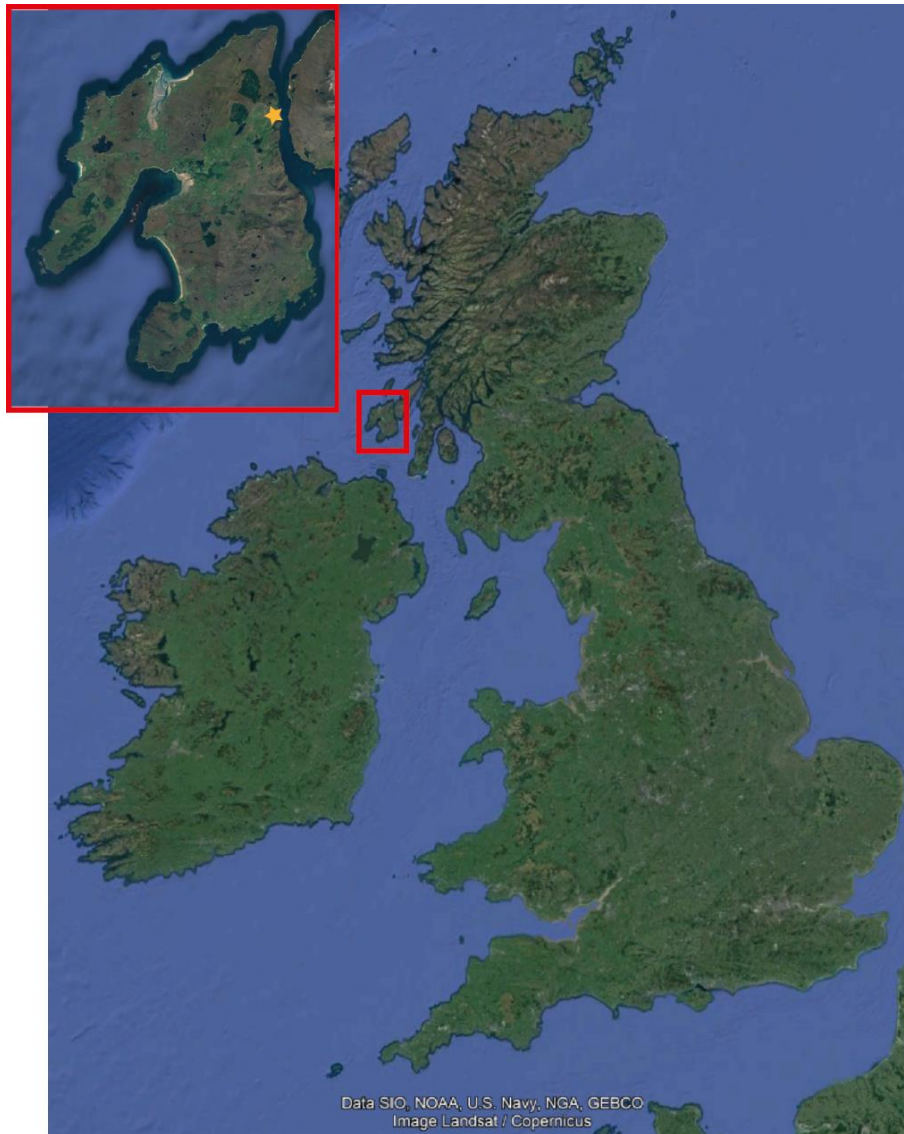 Data SIO, NOAA, U.S. Navy, NGA, GEBCO
Image Landsat / Copernicus